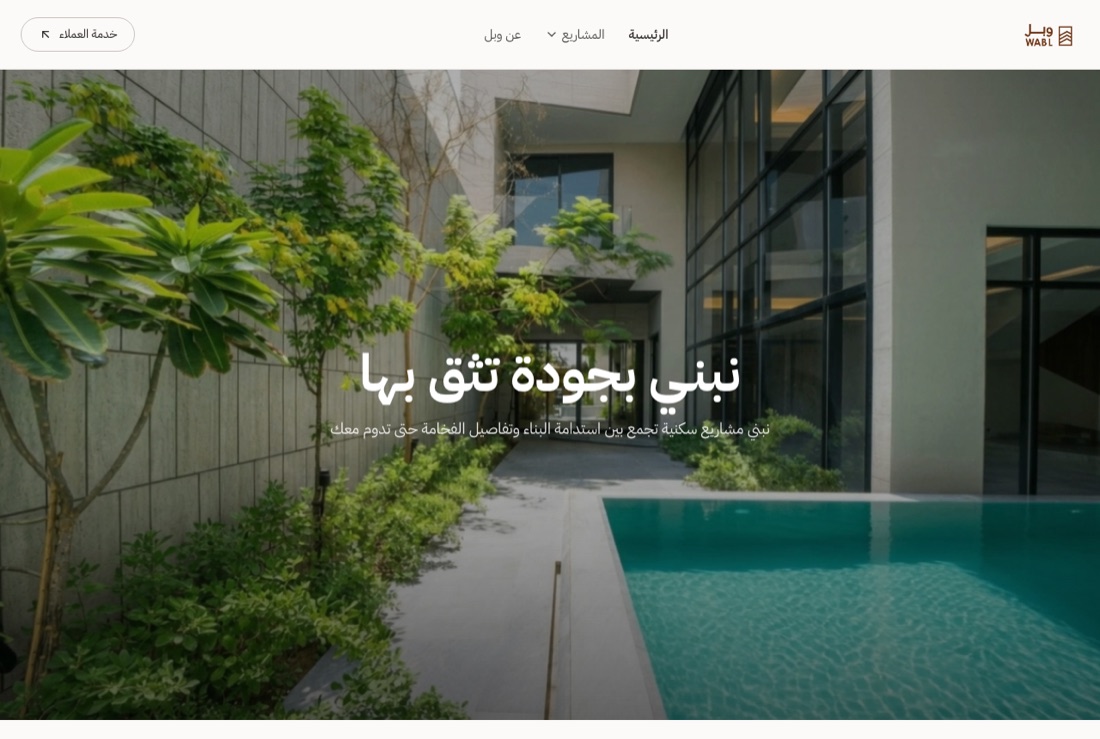 وبل
WABL
الرئيسية
المشاريع
عن وبل
خدمة العملاء
نبني بجودة تثق بها
نبني مشاريع سكنية تجمع بين استدامة البناء وتفاصيل الفخامة حتى تدوم معك